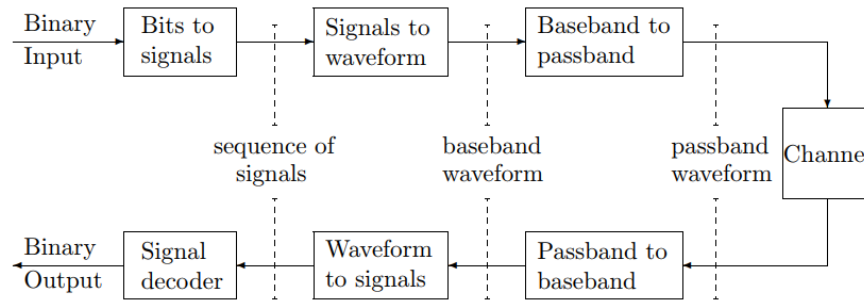 Binary
Input
Bits to
signals
Signals to
waveform
Baseband to
passband
sequence of
signals
baseband
waveform
passband
waveform
Channel
Binary
Output
Signal
decoder
Waveform
to signals
Passband to
baseband